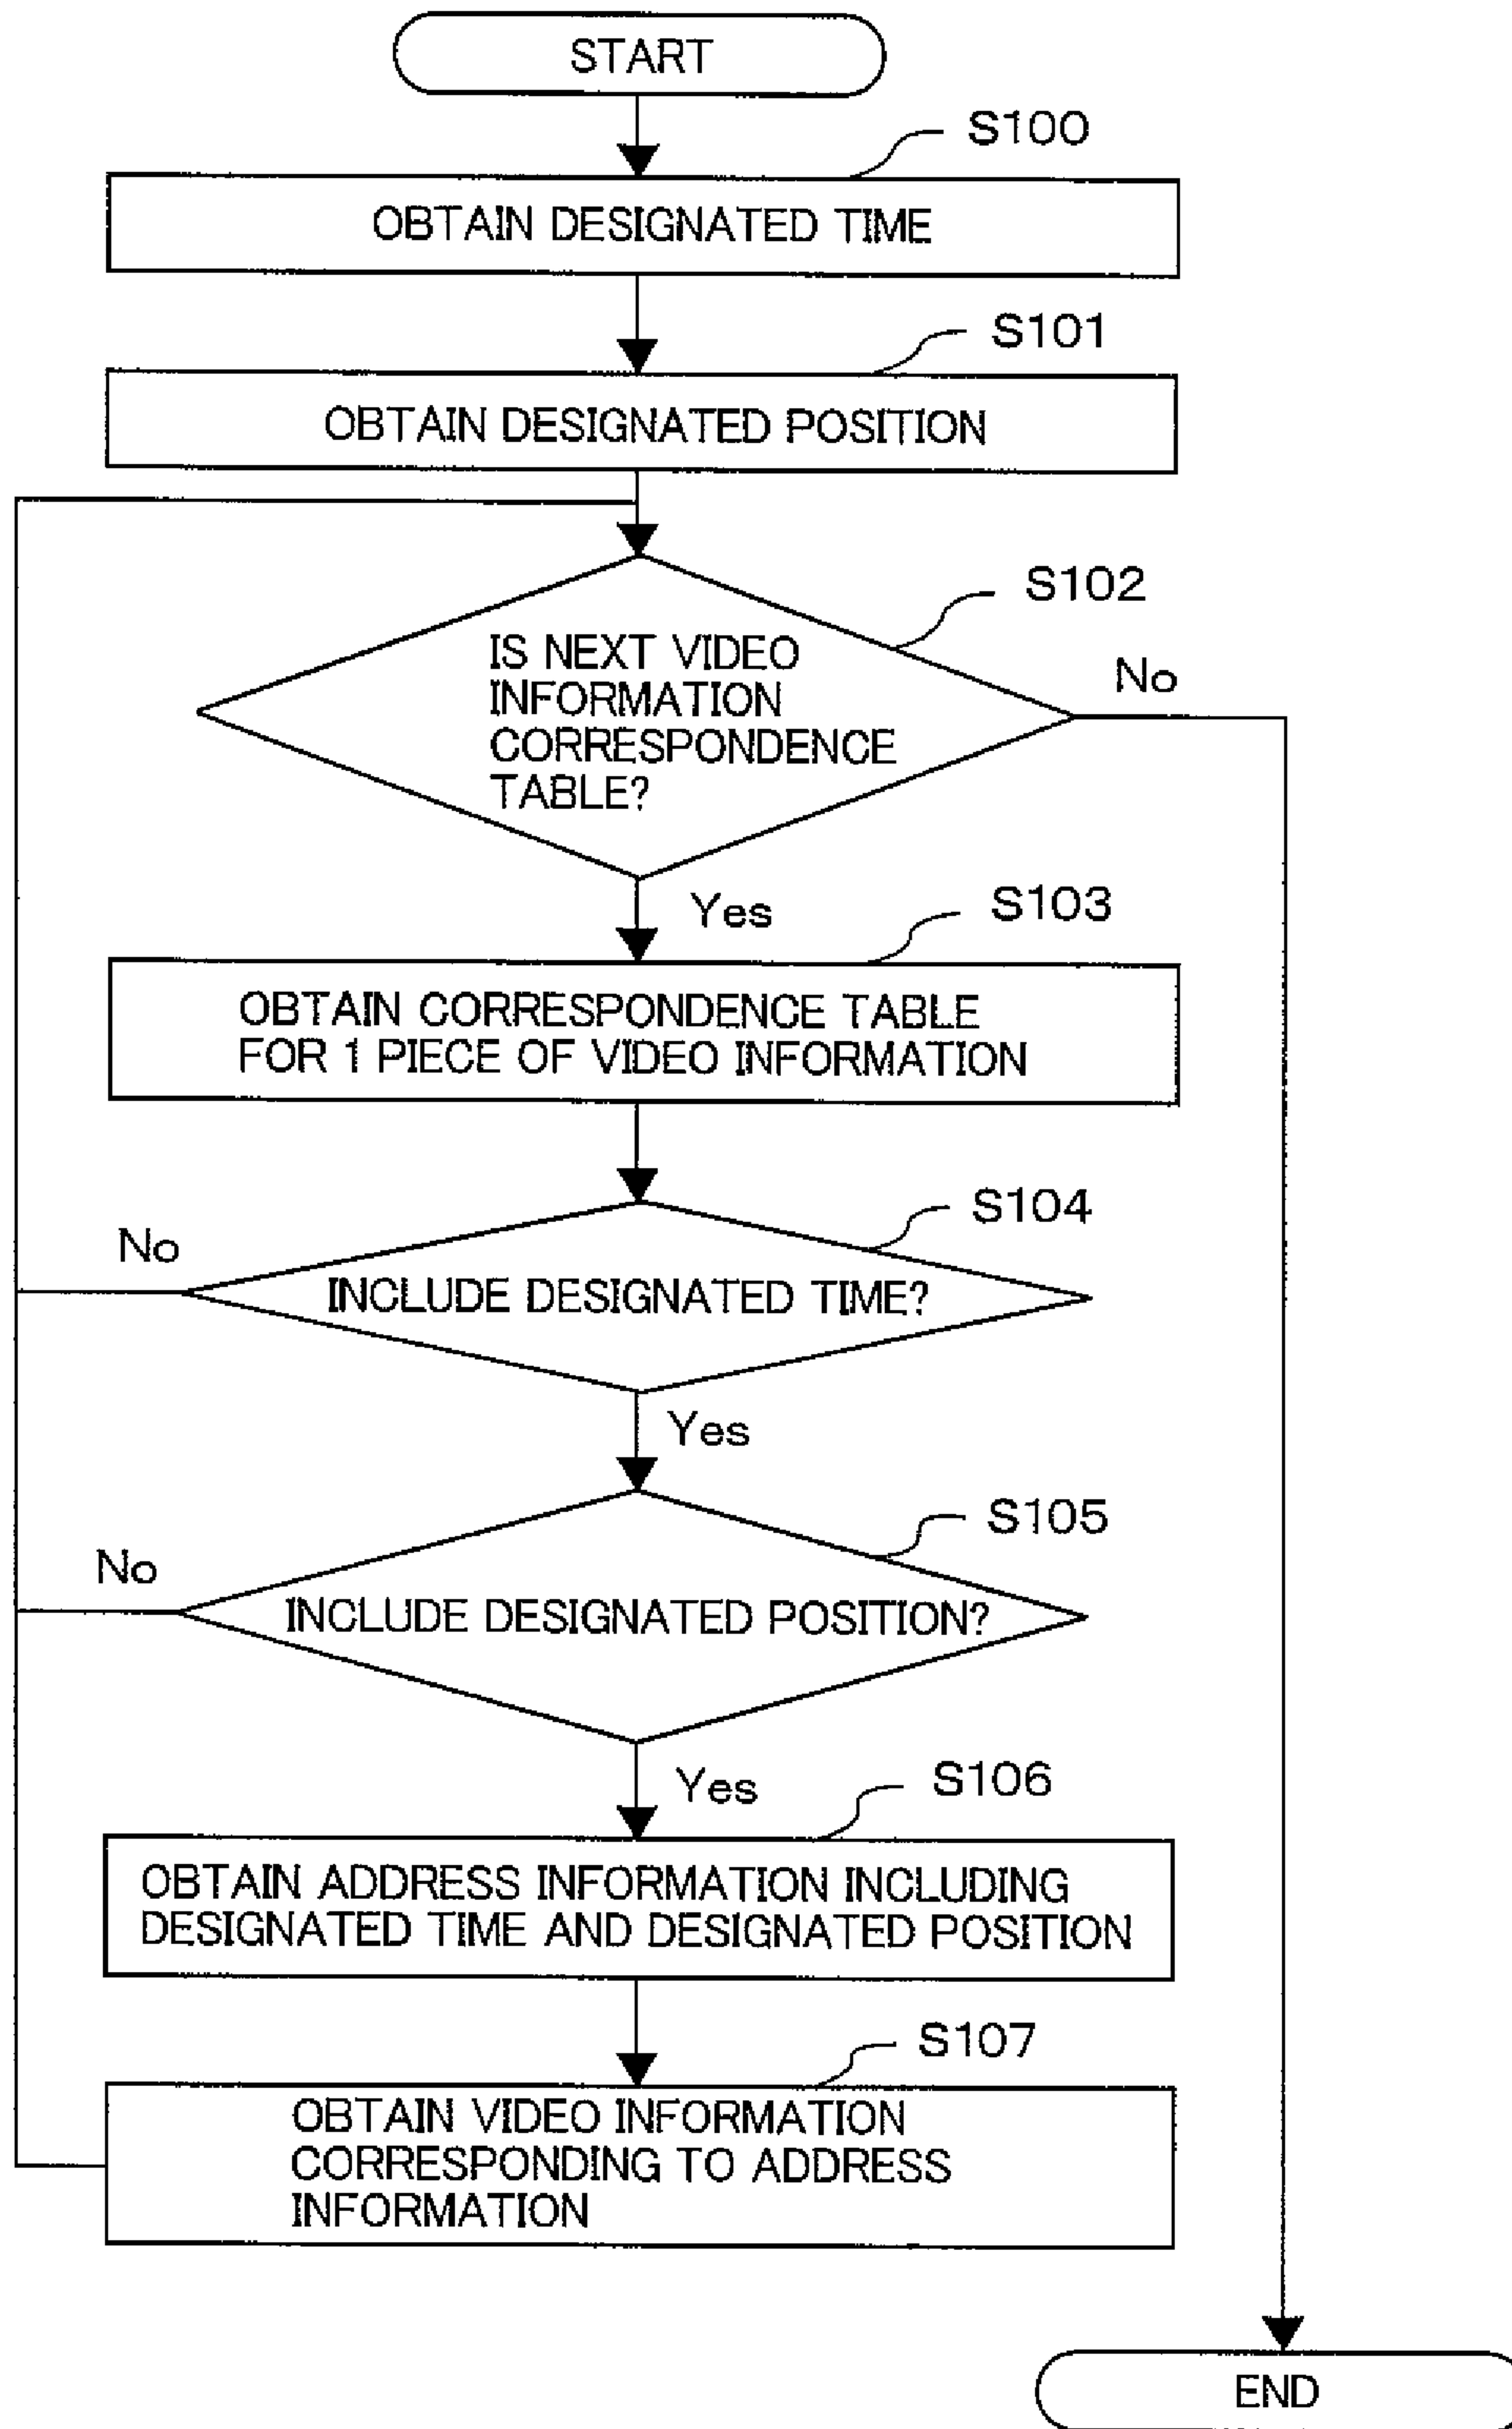 START
S100
OBTAIN DESIGNATED TIME
S101
OBTAIN DESIGNATED POSITION
S102
IS NEXT VIDEO
INFORMATION
CORRESPONDENCE
TABLE?
No
Yes
S103
OBTAIN CORRESPONDENCE TABLE
FOR 1 PIECE OF VIDEO INFORMATION
S104
No
INCLUDE DESIGNATED TIME?
Yes
S105
No
INCLUDE DESIGNATED POSITION?
Yes
S106
OBTAIN ADDRESS INFORMATION INCLUDING
DESIGNATED TIME AND DESIGNATED POSITION
S107
OBTAIN VIDEO INFORMATION
CORRESPONDING TO ADDRESS
INFORMATION
END